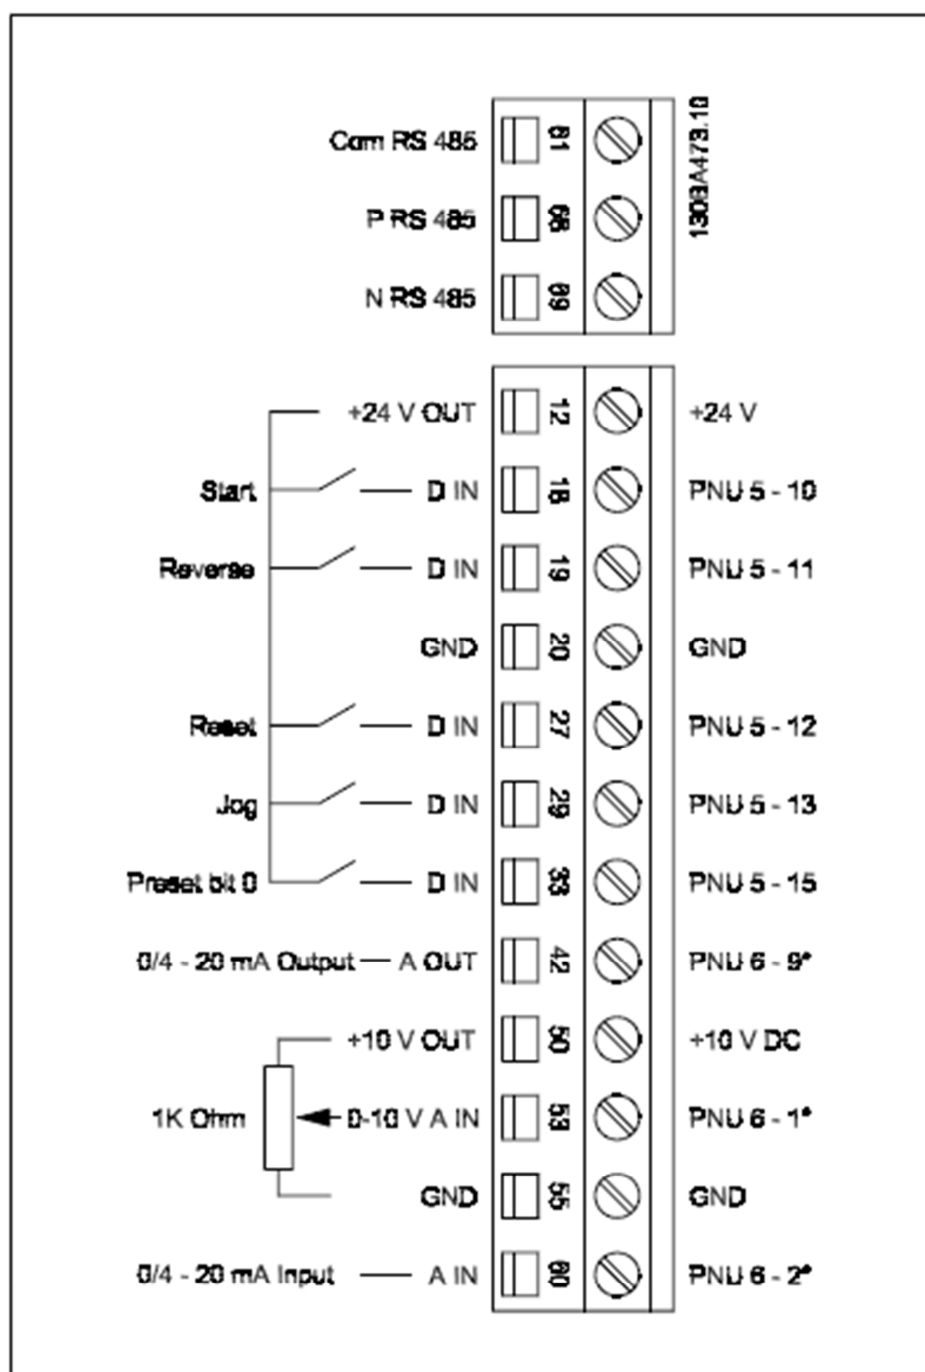 130BA473.10
Com RS 485 61
P RS 485 68
N RS 485 69
+24 V OUT 12 +24 V
Start D IN 18 PNU 5 - 10
Reverse D IN 19 PNU 5 - 11
GND 20 GND
Reset D IN 27 PNU 5 - 12
Jog D IN 29 PNU 5 - 13
Preset bit 0 D IN 33 PNU 5 - 15
0/4 - 20 mA Output A OUT 42 PNU 6 - 9*
+10 V OUT 50 +10 V DC
1K Ohm 0-10 V A IN 53 PNU 6 - 1*
GND 55 GND
0/4 - 20 mA Input A IN 60 PNU 6 - 2*